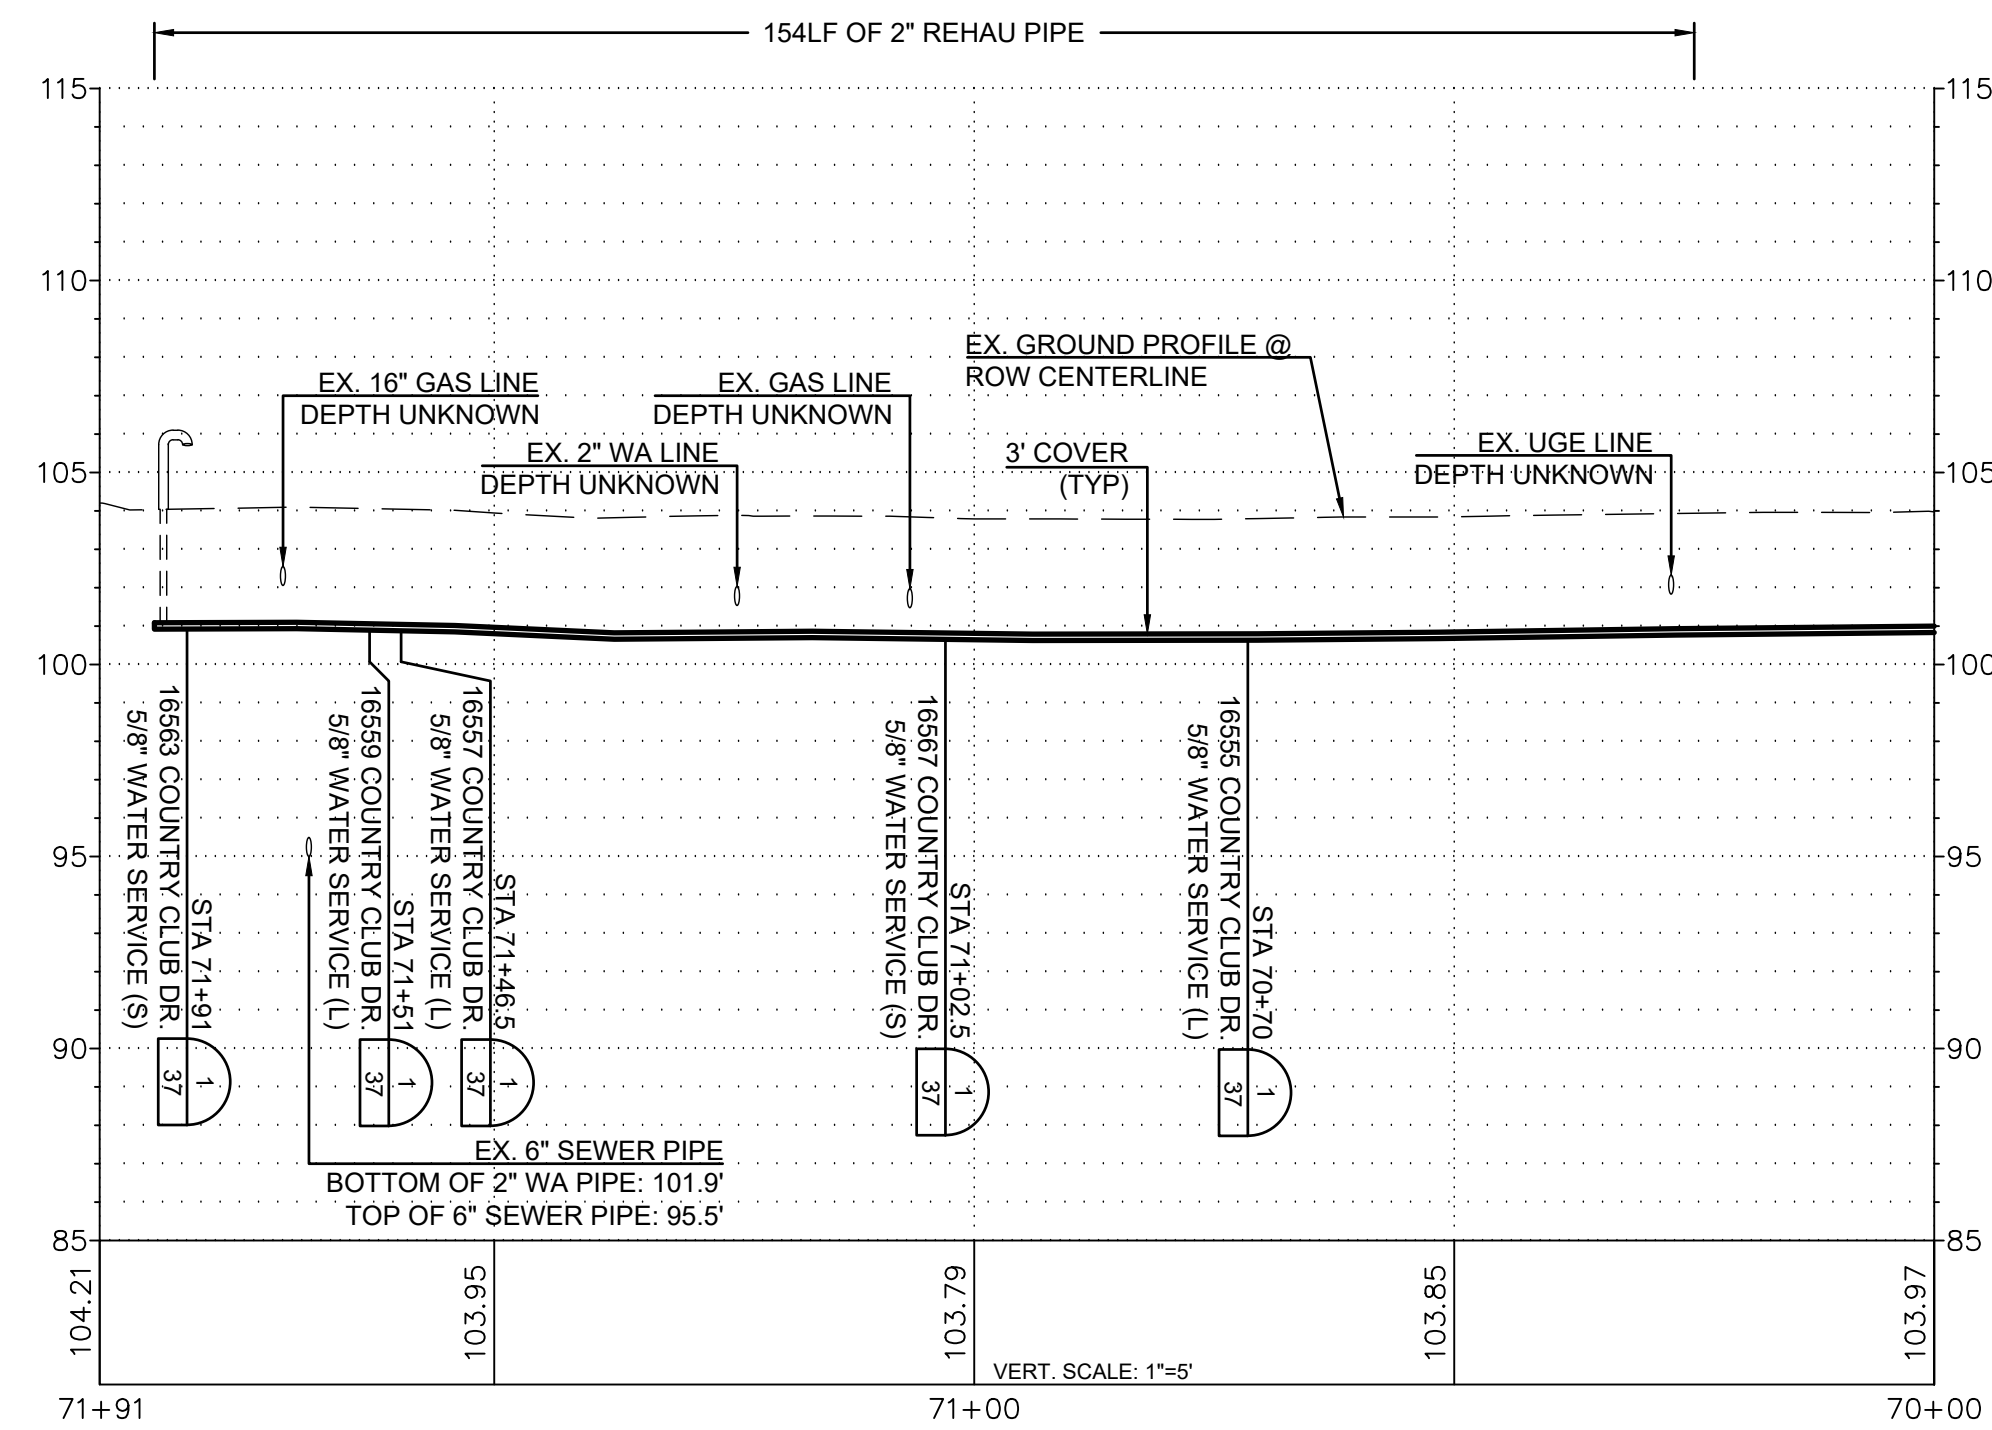 154LF OF 2" REHAU PIPE
115
115
110
110
105
105
100
100
95
95
90
90
85
85
EX. 16" GAS LINE
DEPTH UNKNOWN
EX. 2" WA LINE
DEPTH UNKNOWN
EX. GAS LINE
DEPTH UNKNOWN
EX. GROUND PROFILE @
ROW CENTERLINE
3' COVER
(TYP)
EX. UGE LINE
DEPTH UNKNOWN
STA 71+91
16563 COUNTRY CLUB DR.
5/8" WATER SERVICE (S)
1
37
STA 71+51
16559 COUNTRY CLUB DR.
5/8" WATER SERVICE (L)
1
37
STA 71+46.5
16557 COUNTRY CLUB DR.
5/8" WATER SERVICE (L)
1
37
STA 71+02.5
16567 COUNTRY CLUB DR.
5/8" WATER SERVICE (S)
1
37
STA 70+70
16555 COUNTRY CLUB DR.
5/8" WATER SERVICE (L)
1
37
EX. 6" SEWER PIPE
BOTTOM OF 2" WA PIPE: 101.9'
TOP OF 6" SEWER PIPE: 95.5'
104.21
103.95
103.79
103.85
103.97
VERT. SCALE: 1"=5'
71+91
71+00
70+00